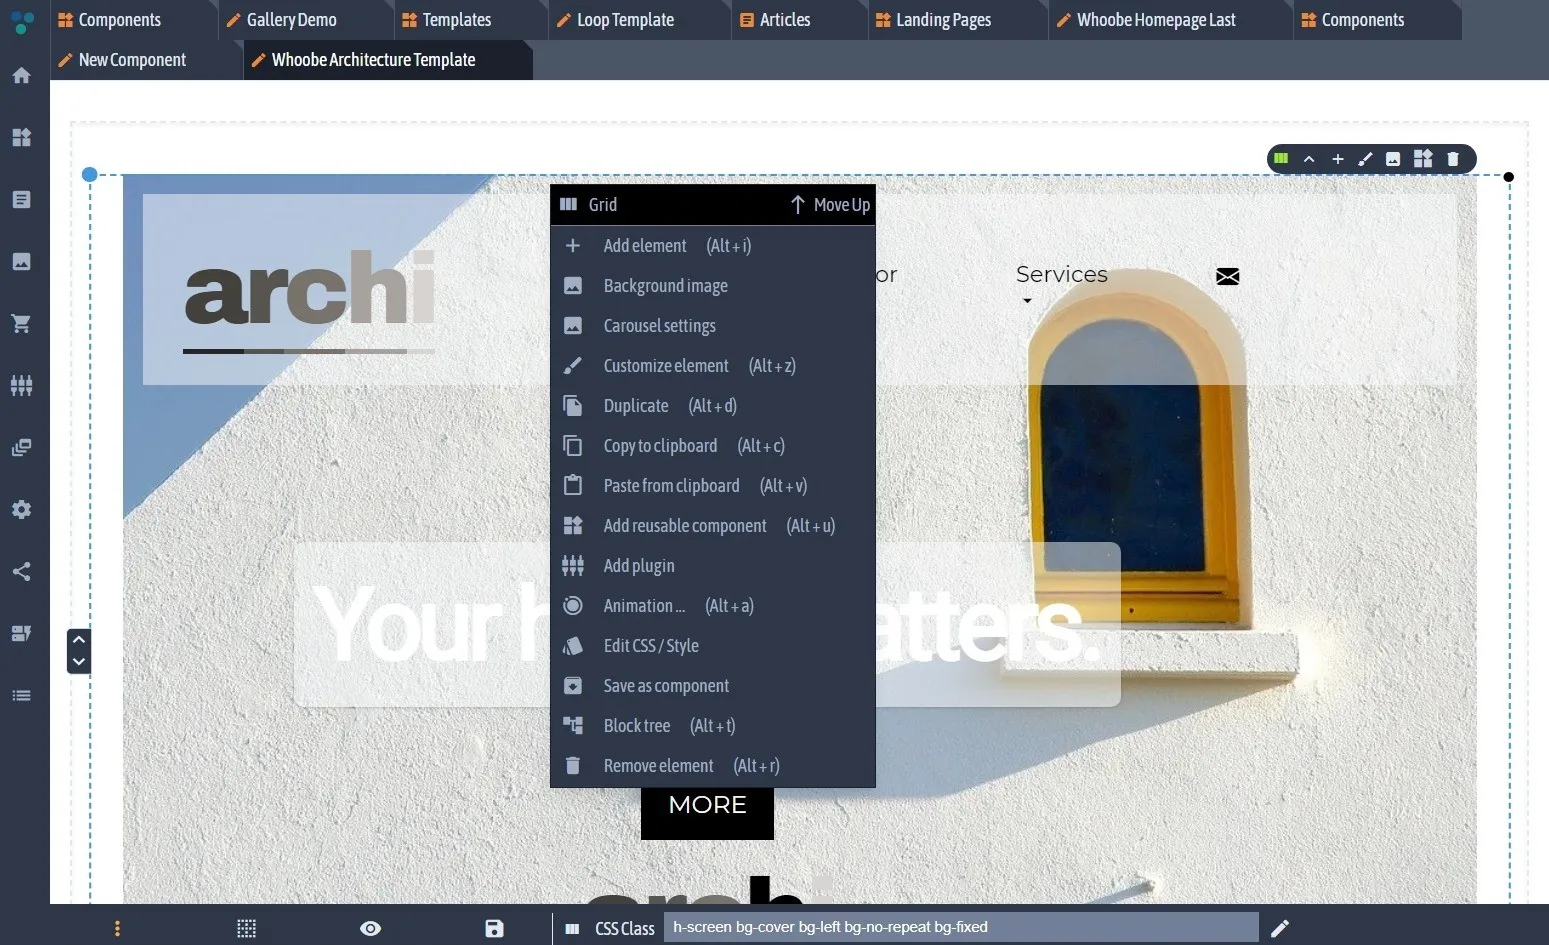 Components Gallery Demo Templates Loop Template Articles Landing Pages Whoobe Homepage Last Components
New Component Whoobe Architecture Template
Grid Move Up
archi
or Services
Add element (Alt + i)
Background image
Carousel settings
Customize element (Alt + z)
Duplicate (Alt + d)
Copy to clipboard (Alt + c)
Paste from clipboard (Alt + v)
Add reusable component (Alt + u)
Add plugin
Animation ... (Alt + a)
Your h atters.
Edit CSS / Style
Save as component
Block tree (Alt + t)
Remove element (Alt + r)
MORE
archi
CSS Class h-screen bg-cover bg-left bg-no-repeat bg-fixed